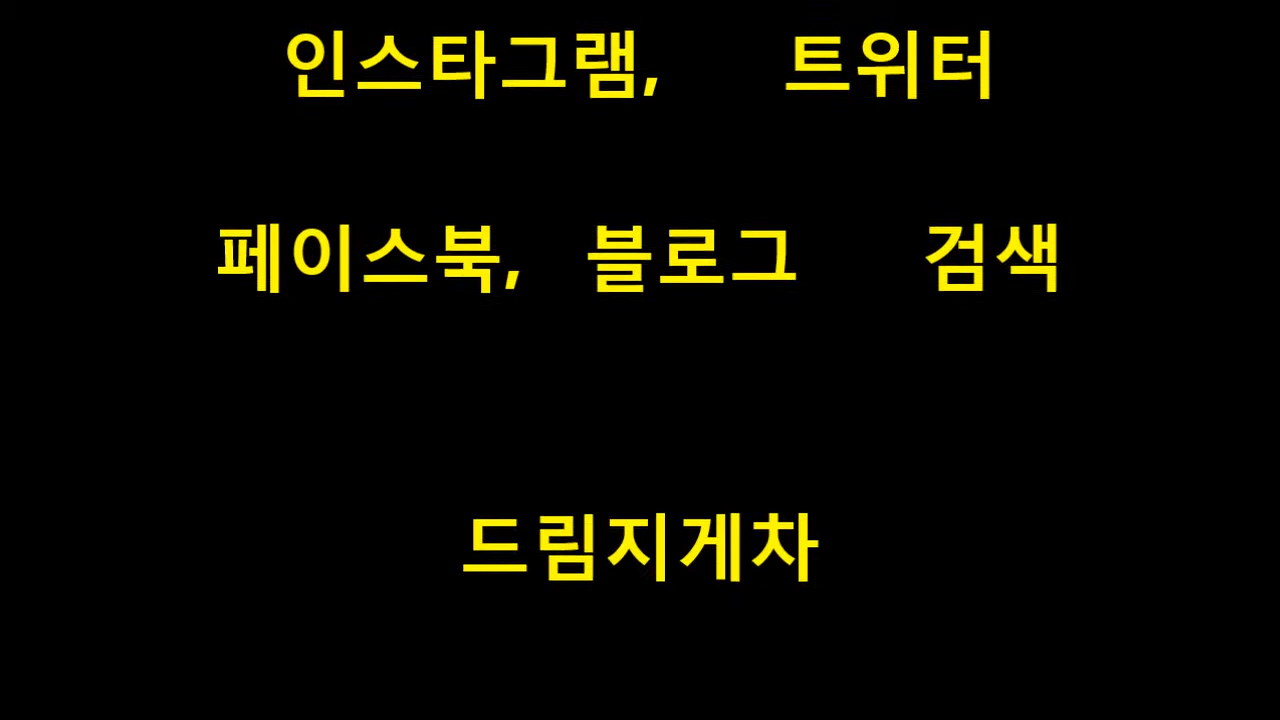 인스타그램, 트위터
페이스북, 블로그 검색
드림지게차